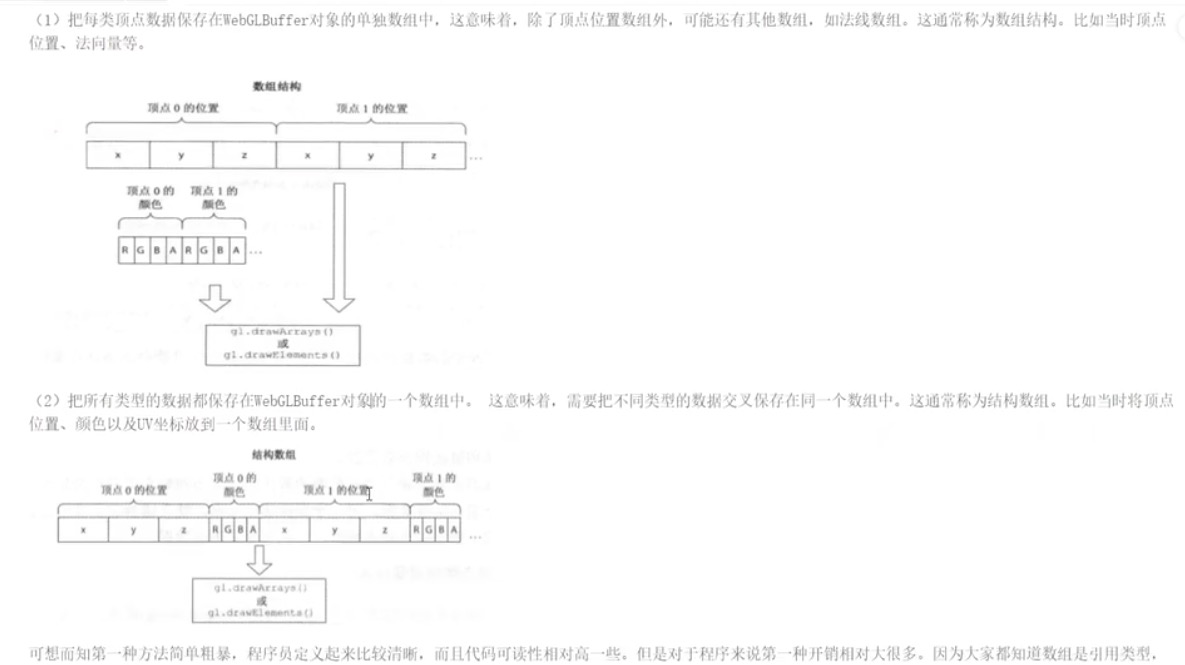 （1）把每类顶点数据保存在WebGLBuffer对象的单独数组中，这意味着，除了顶点位置数组外，可能还有其他数组，如法线数组。这通常称为数组结构。比如当时顶点
位置、法向量等。
数组结构
顶点 0 的位置 顶点 1 的位置
x y z x y z ...
顶点 0 的 顶点 1 的
颜色 颜色
R G B A R G B A ...
gl.drawArrays()
或
gl.drawElements()
（2）把所有类型的数据都保存在WebGLBuffer对象的一个数组中。 这意味着，需要把不同类型的数据交叉保存在同一个数组中。这通常称为结构数组。比如当时将顶点
位置、颜色以及UV坐标放到一个数组里面。
结构数组
顶点 0 的位置 顶点 0 的 顶点 1 的位置 顶点 1 的
颜色 颜色
x y z R G B A x y z R G B A ...
gl.drawArrays()
或
gl.drawElements()
可想而知第一种方法简单粗暴，程序员定义起来比较清晰，而且代码可读性相对高一些。但是对于程序来说第一种开销相对大很多。因为大家都知道数组是引用类型，